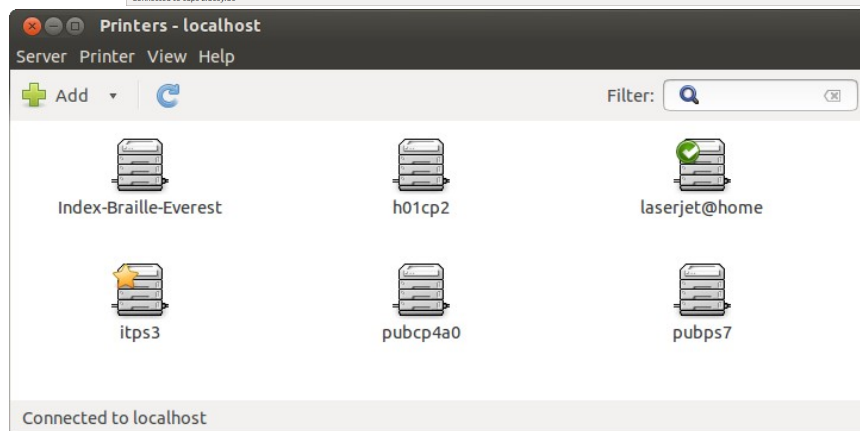 Printers - localhost
Server Printer View Help
Add Filter:
Index-Braille-Everest h01cp2 laserjet@home
itps3 pubcp4a0 pubps7
Connected to localhost